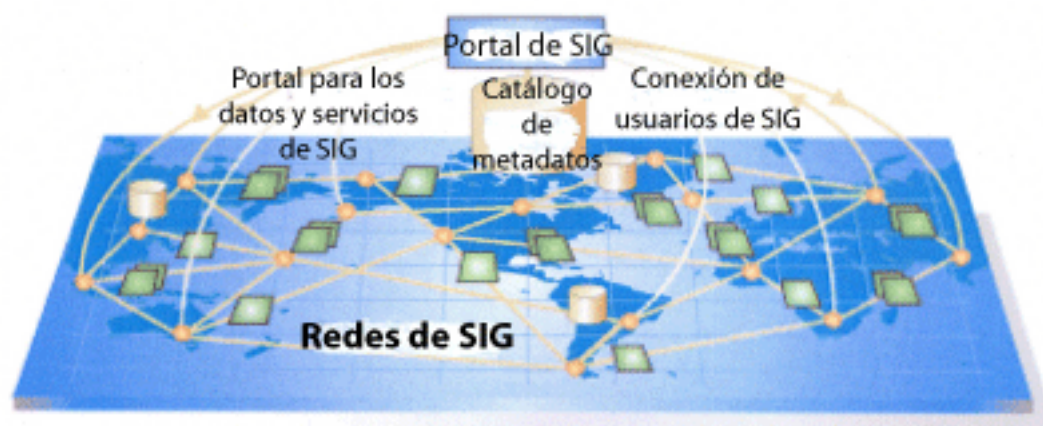 Portal de SIG
Portal para los
datos y servicios
de SIG
Catálogo
de
metadatos
Conexión de
usuarios de SIG
Redes de SIG